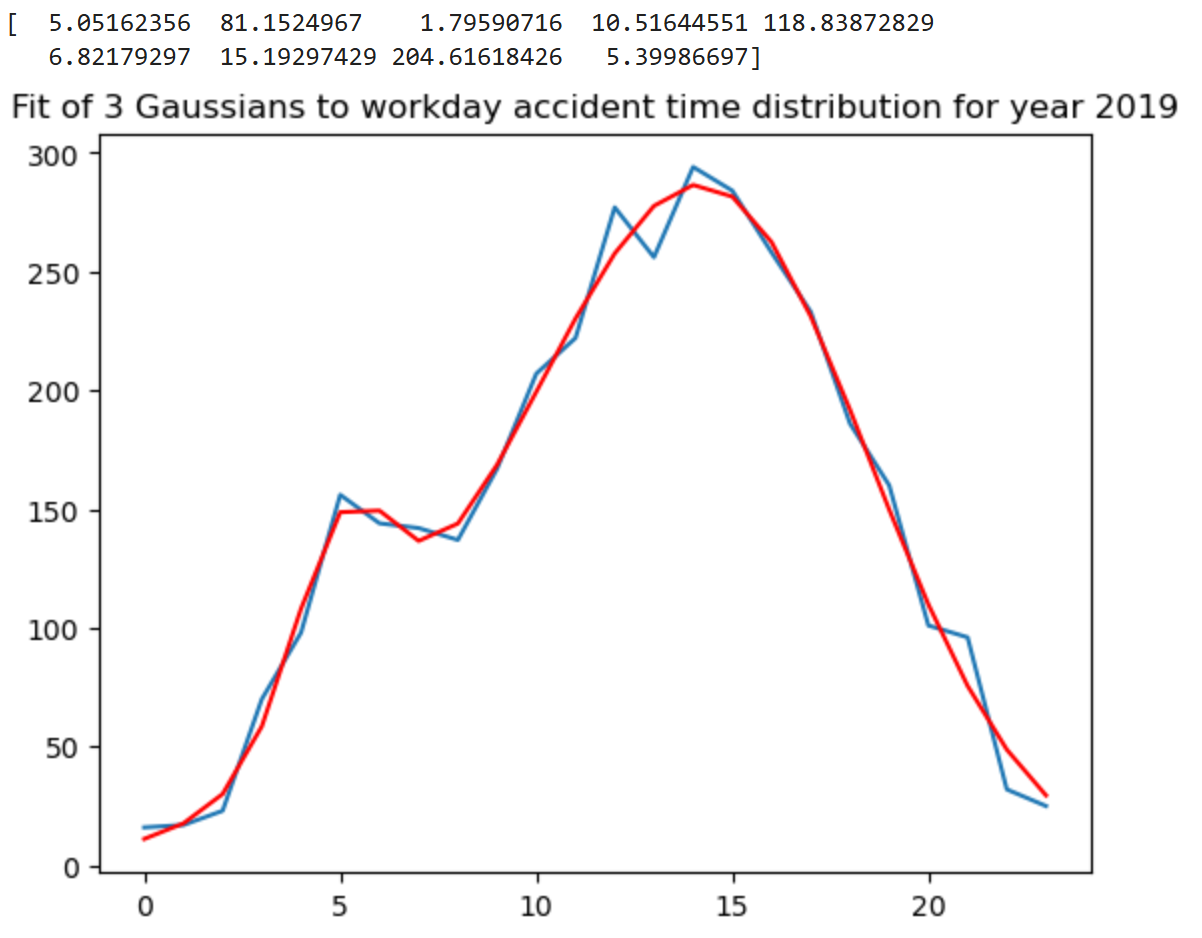 [  5.05162356  81.1524967    1.79590716  10.51644551 118.83872829
   6.82179297  15.19297429 204.61618426   5.39986697]
Fit of 3 Gaussians to workday accident time distribution for year 2019
300
250
200
150
100
50
0
0 5 10 15 20